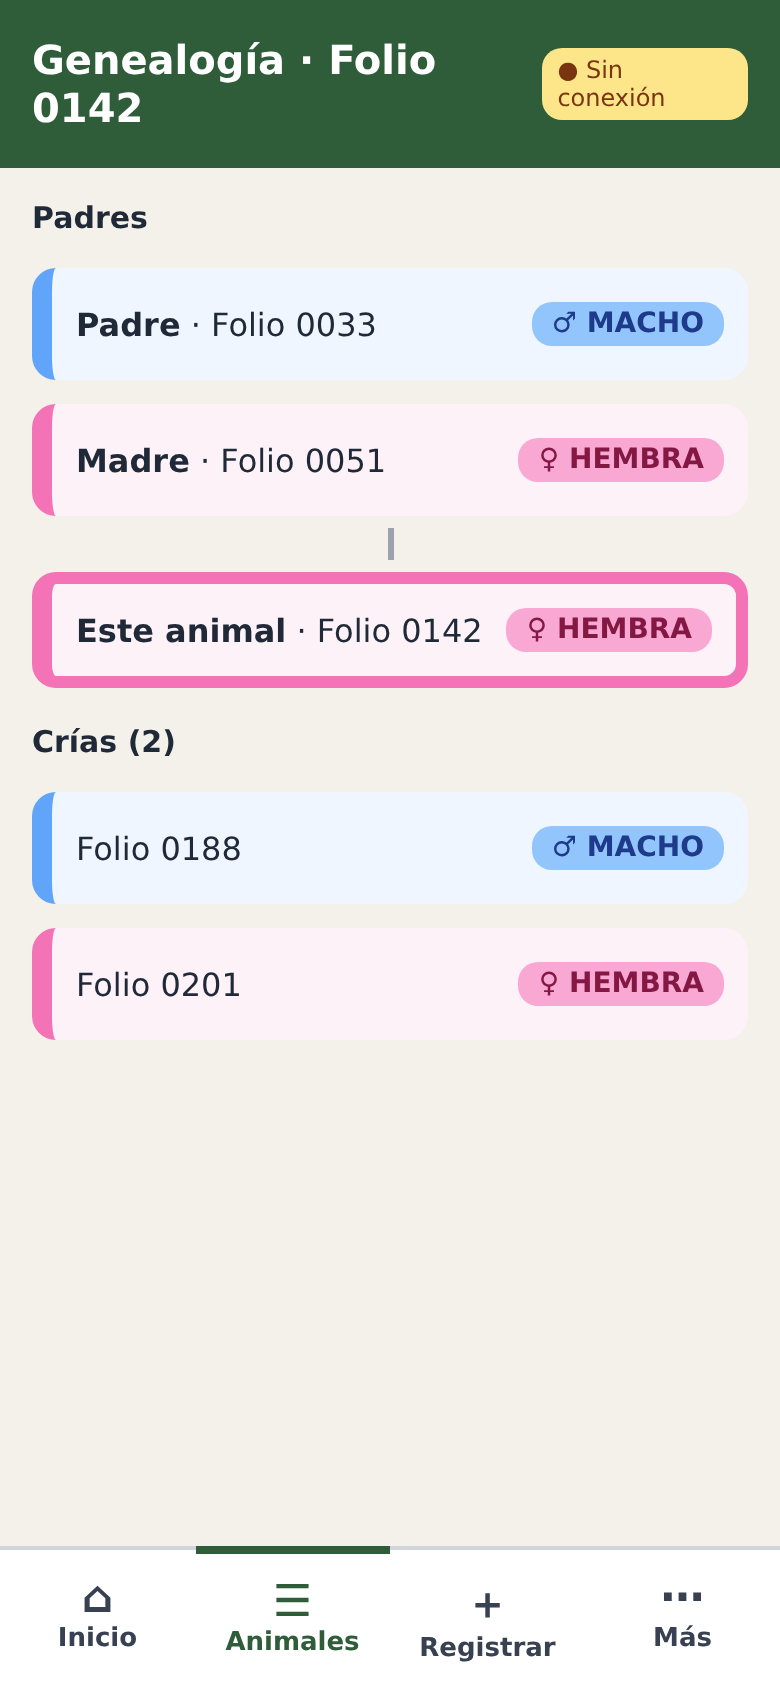 Genealogía · Folio
0142
● Sin
conexión
Padres
Padre · Folio 0033
♂ MACHO
Madre · Folio 0051
♀ HEMBRA
Este animal · Folio 0142
♀ HEMBRA
Crías (2)
Folio 0188
♂ MACHO
Folio 0201
♀ HEMBRA
Inicio
Animales
Registrar
Más